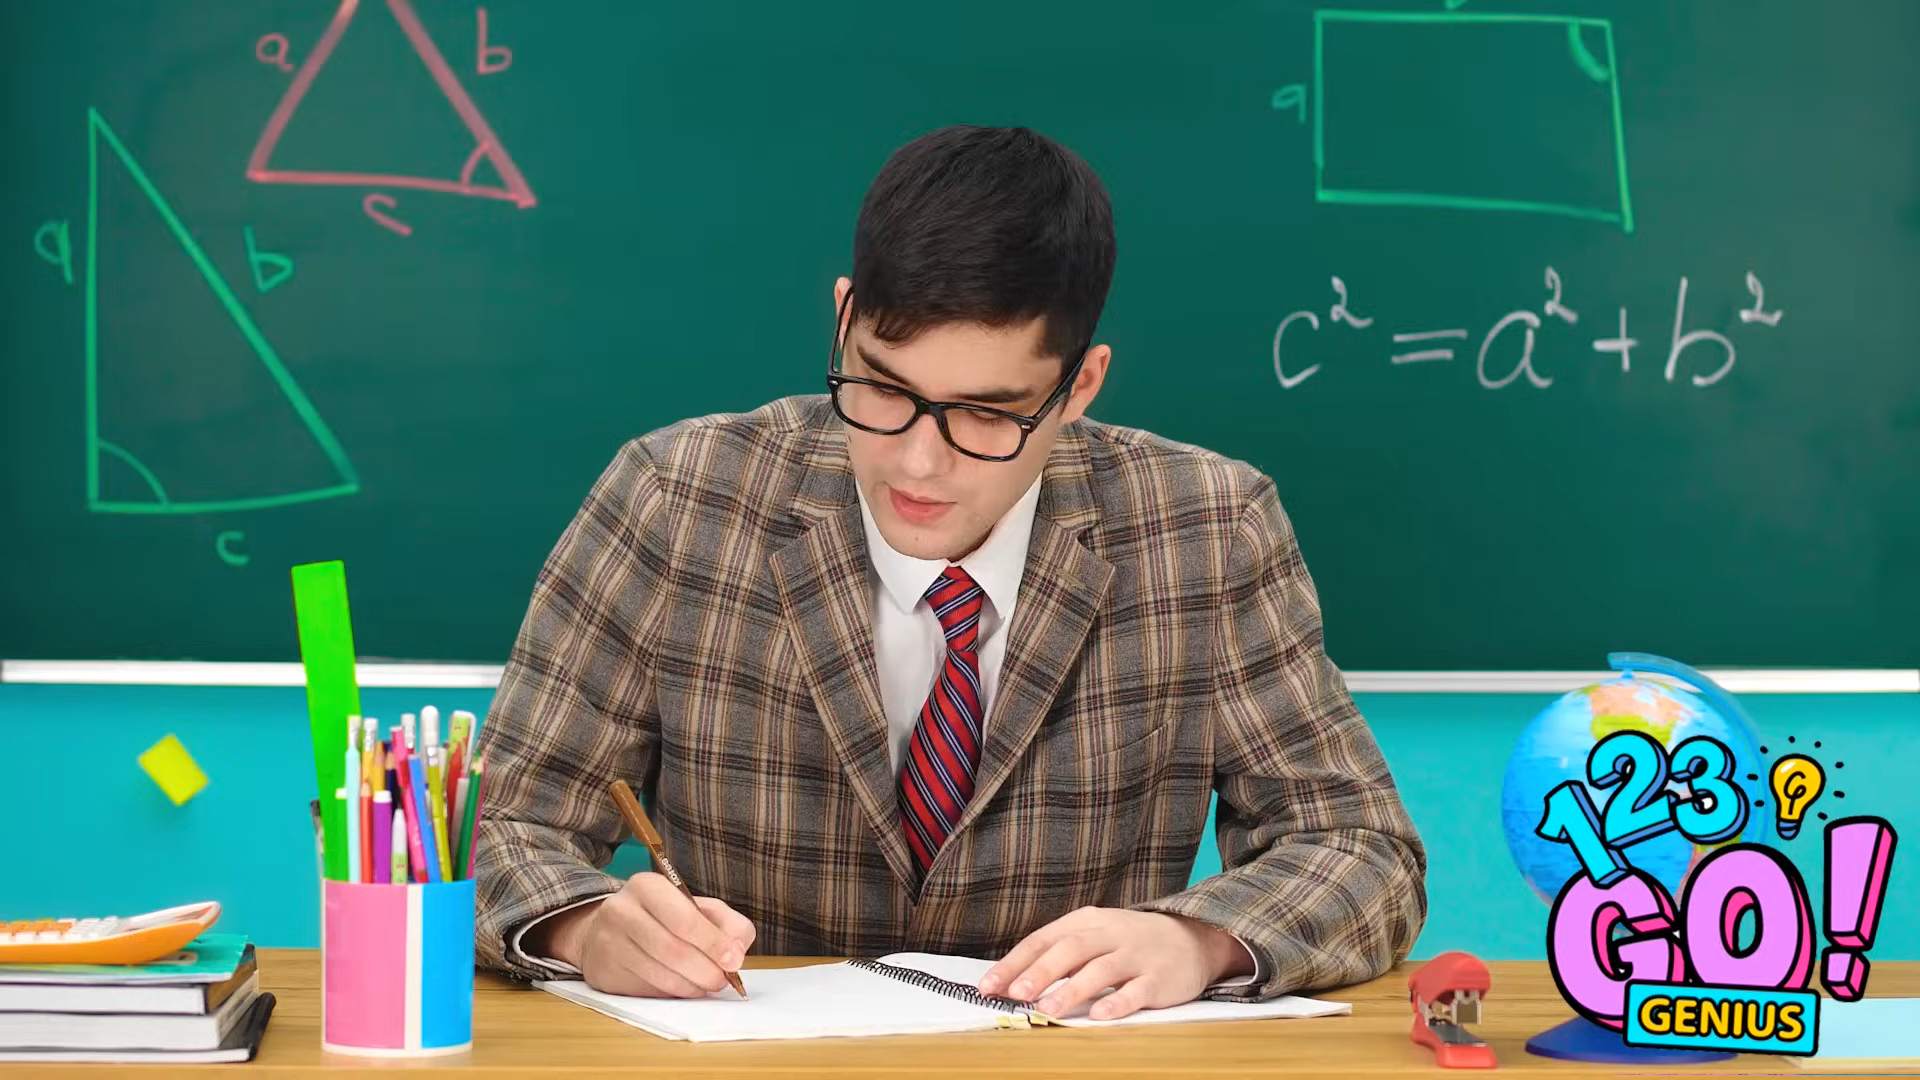 a
b
c
a
b
c
a
c² = a² + b²
123
GO!
GENIUS